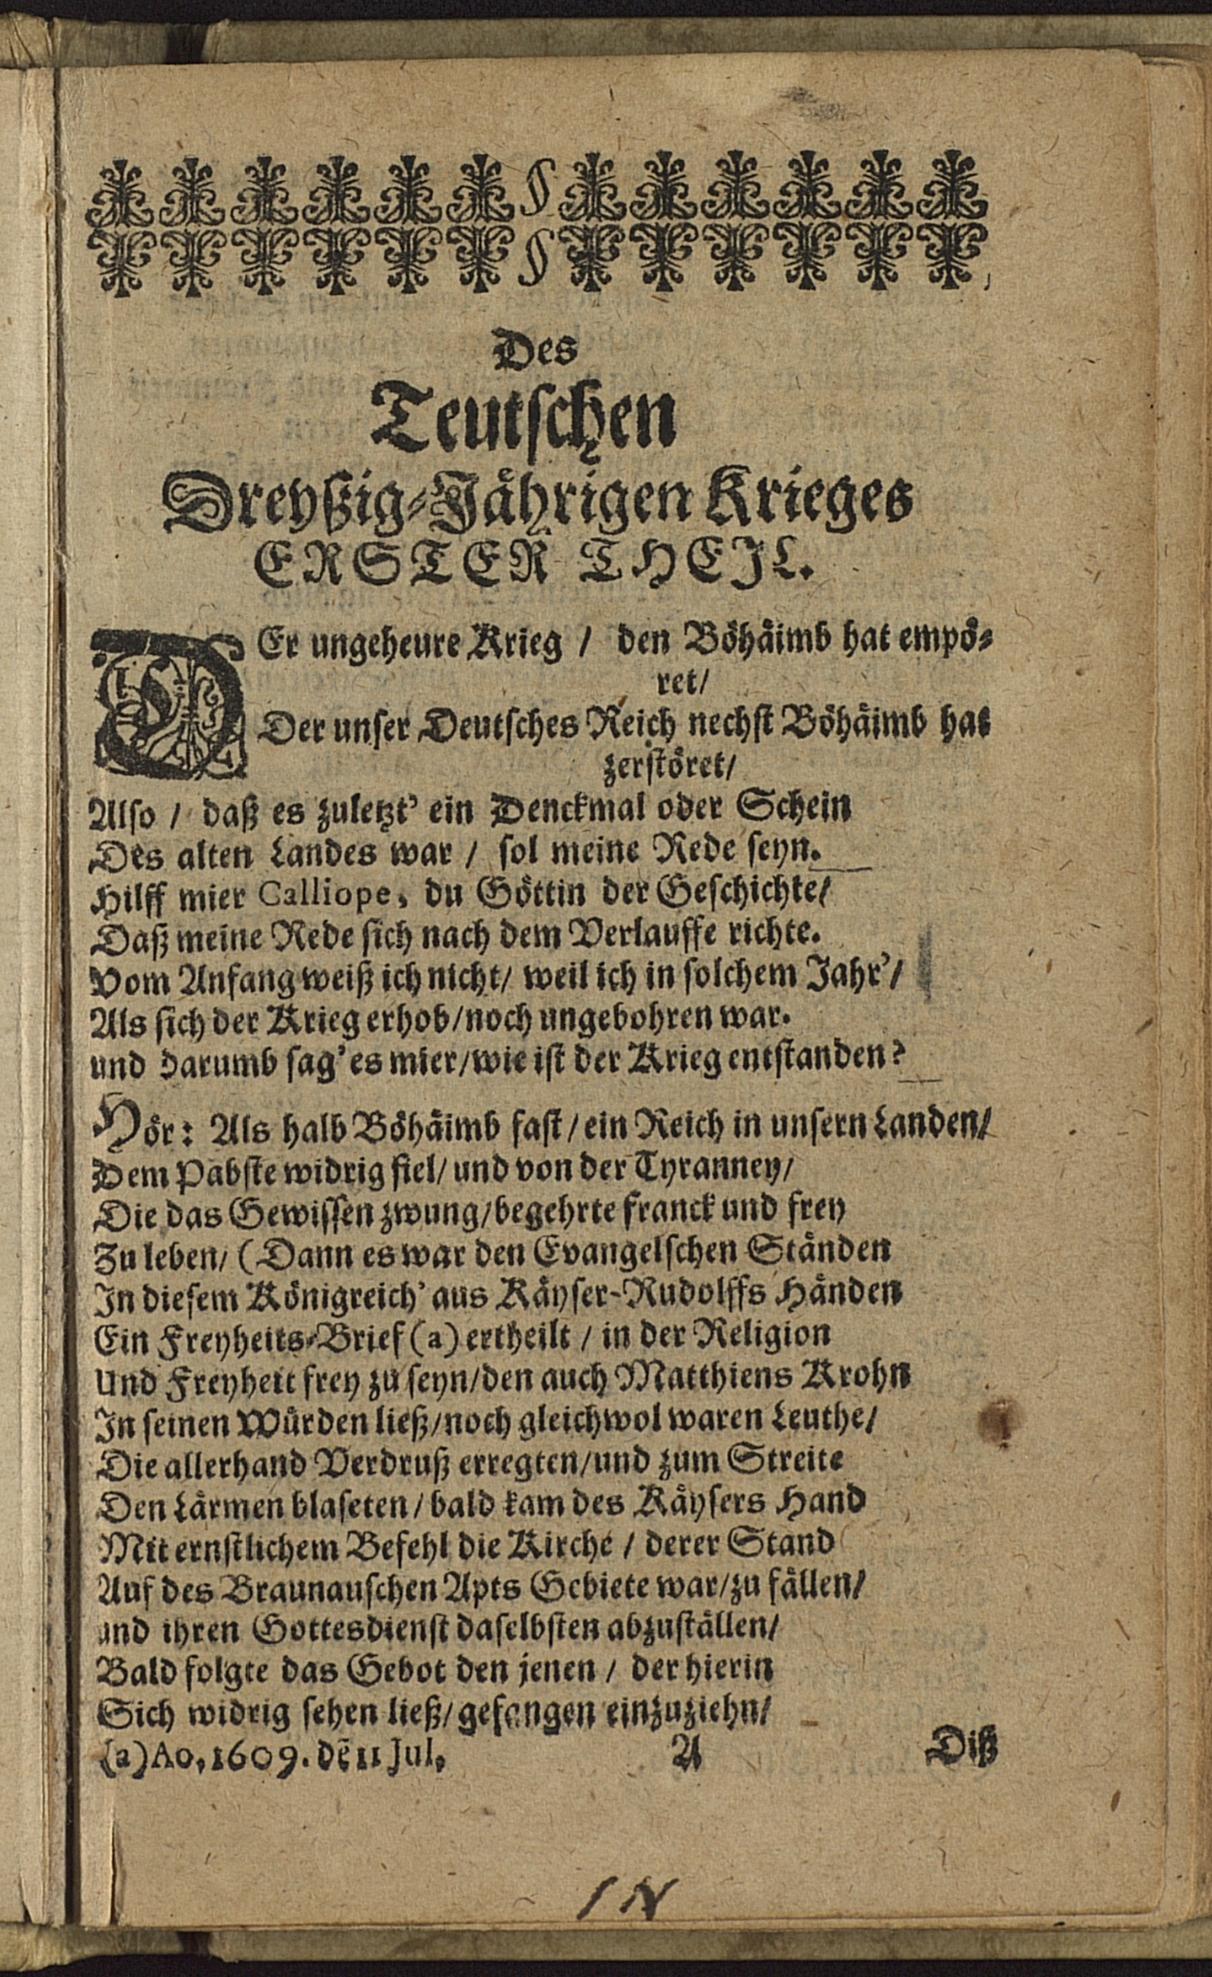 Des
Teutschen
Dreyßig-Jährigen Krieges
ERSTER THEJL.
DEr ungeheure Krieg / den Böhäimb hat empö-
ret/
Der unser Deutsches Reich nechst Böhäimb hat
zerstöret/
Also / daß es zuletzt' ein Denckmal oder Schein
Des alten Landes war / sol meine Rede seyn.
Hilff mier Calliope, du Göttin der Geschichte/
Daß meine Rede sich nach dem Verlauffe richte.
Vom Anfang weiß ich nicht/ weil ich in solchem Jahr'/
Als sich der Krieg erhob/noch ungebohren war.
und darumb sag' es mier/wie ist der Krieg entstanden?
Hör: Als halb Böhäimb fast/ein Reich in unsern Landen/
Dem Pabste widrig fiel/und von der Tyranney/
Die das Gewissen zwung/begehrte franck und frey
Zu leben/ (Dann es war den Evangelschen Ständen
In diesem Königreich' aus Käyser-Rudolffs Händen
Ein Freyheits-Brief (a) ertheilt / in der Religion
Und Freyheit frey zu seyn/den auch Matthiens Krohn
In seinen Würden ließ/noch gleichwol waren Leuthe/
Die allerhand Verdruß erregten/und zum Streite
Den Lärmen blaseten/bald kam des Käysers Hand
Mit ernstlichem Befehl die Kirche / derer Stand
Auf des Braunauschen Apts Gebiete war/zu fällen/
und ihren Gottesdienst daselbsten abzuställen/
Bald folgte das Gebot den jenen / der hierin
Sich widrig sehen ließ/gefangen einzuziehn/
(a) Ao. 1609. dẽ 11 Jul. A Diß